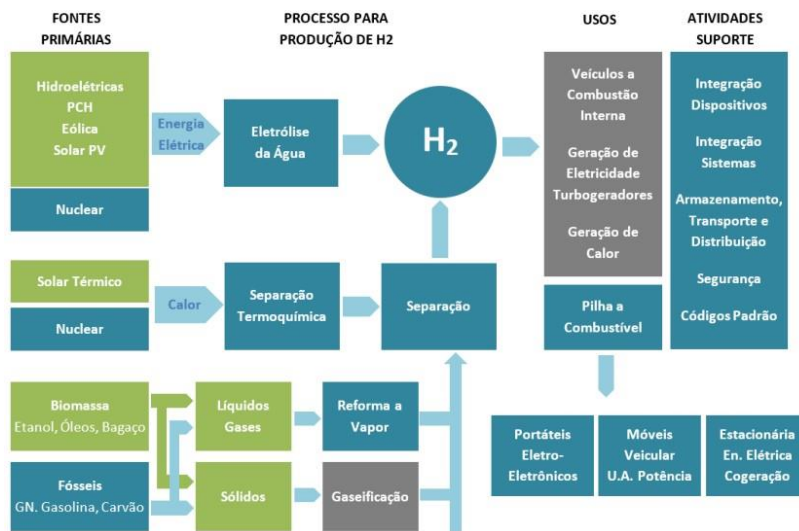 FONTES
PRIMÁRIAS
PROCESSO PARA
PRODUÇÃO DE H2
USOS
ATIVIDADES
SUPORTE
Hidroelétricas
PCH
Eólica
Solar PV
Nuclear
Energia
Elétrica
Eletrólise
da Água
H2
Veículos a
Combustão
Interna
Geração de
Eletricidade
Turbogeradores
Geração de
Calor
Pilha a
Combustível
Integração
Dispositivos
Integração
Sistemas
Armazenamento,
Transporte e
Distribuição
Segurança
Códigos Padrão
Solar Térmico
Nuclear
Calor
Separação
Termoquímica
Separação
Biomassa
Etanol, Óleos, Bagaço
Líquidos
Gases
Reforma a
Vapor
Fósseis
GN. Gasolina, Carvão
Sólidos
Gaseificação
Portáteis
Eletro-
Eletrônicos
Móveis
Veicular
U.A. Potência
Estacionária
En. Elétrica
Cogeração